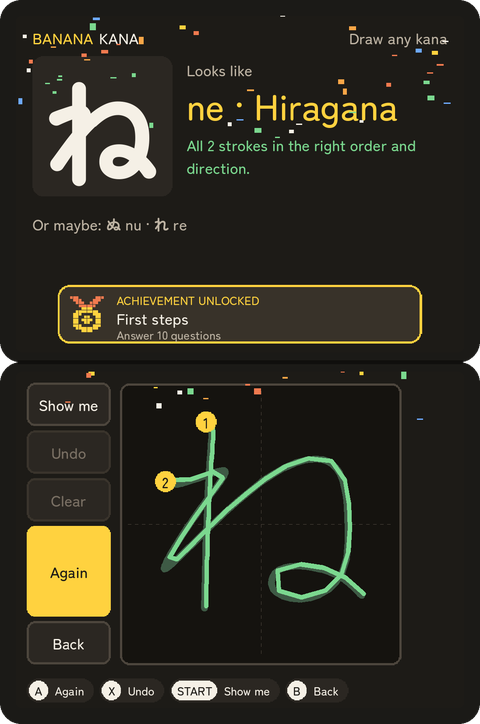 BANANA KANA
Draw any kana
ね
Looks like
ne · Hiragana
All 2 strokes in the right order and
direction.
Or maybe: ぬ nu · れ re
ACHIEVEMENT UNLOCKED
First steps
Answer 10 questions
Show me
Undo
Clear
Again
Back
1
2
A Again
X Undo
START Show me
B Back